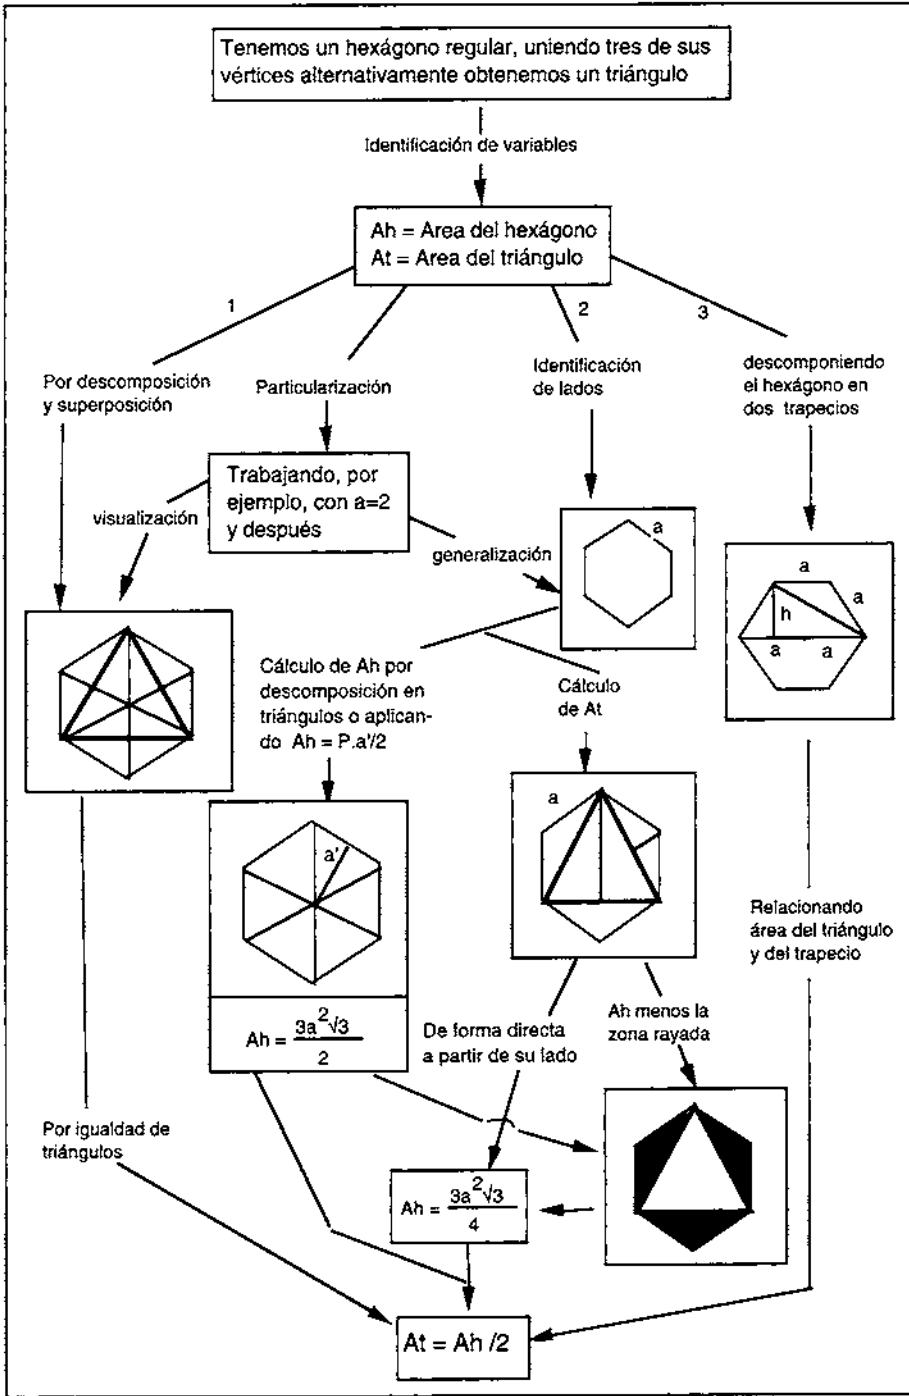 Tenemos un hexágono regular, uniendo tres de sus
vértices alternativamente obtenemos un triángulo
Identificación de variables
Ah = Area del hexágono
At = Area del triángulo
1
2
3
Por descomposición
y superposición
Particularización
Identificación
de lados
descomponiendo
el hexágono en
dos trapecios
Trabajando, por
ejemplo, con a=2
y después
visualización
generalización
a
a
a
h
a
a
Cálculo de Ah por
descomposición en
triángulos o aplican-
do Ah = P.a'/2
Cálculo
de At
a
a'
Ah = 3a²√3 / 2
De forma directa
a partir de su lado
Ah menos la
zona rayada
Relacionando
área del triángulo
y del trapecio
Por igualdad de
triángulos
Ah = 3a²√3 / 4
At = Ah /2